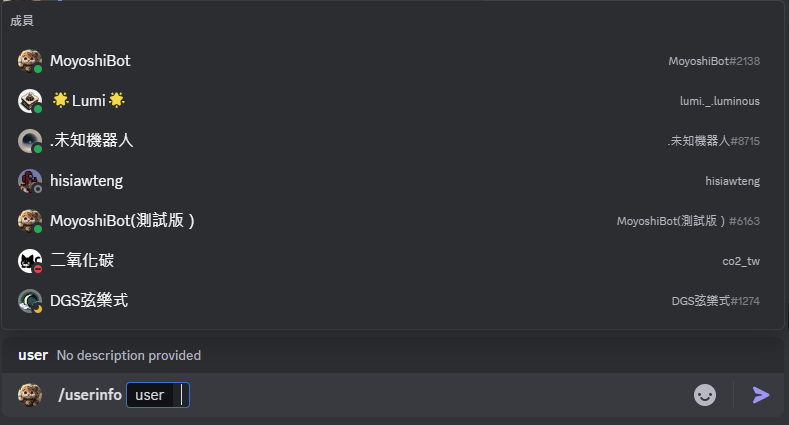 成員
MoyoshiBot MoyoshiBot#2138
🌟Lumi🌟 lumi._.luminous
.未知機器人 .未知機器人#8715
hisiawteng hisiawteng
MoyoshiBot(測試版) MoyoshiBot(測試版) #6163
二氧化碳 co2_tw
DGS弦樂式 DGS弦樂式#1274
user No description provided
/userinfo user